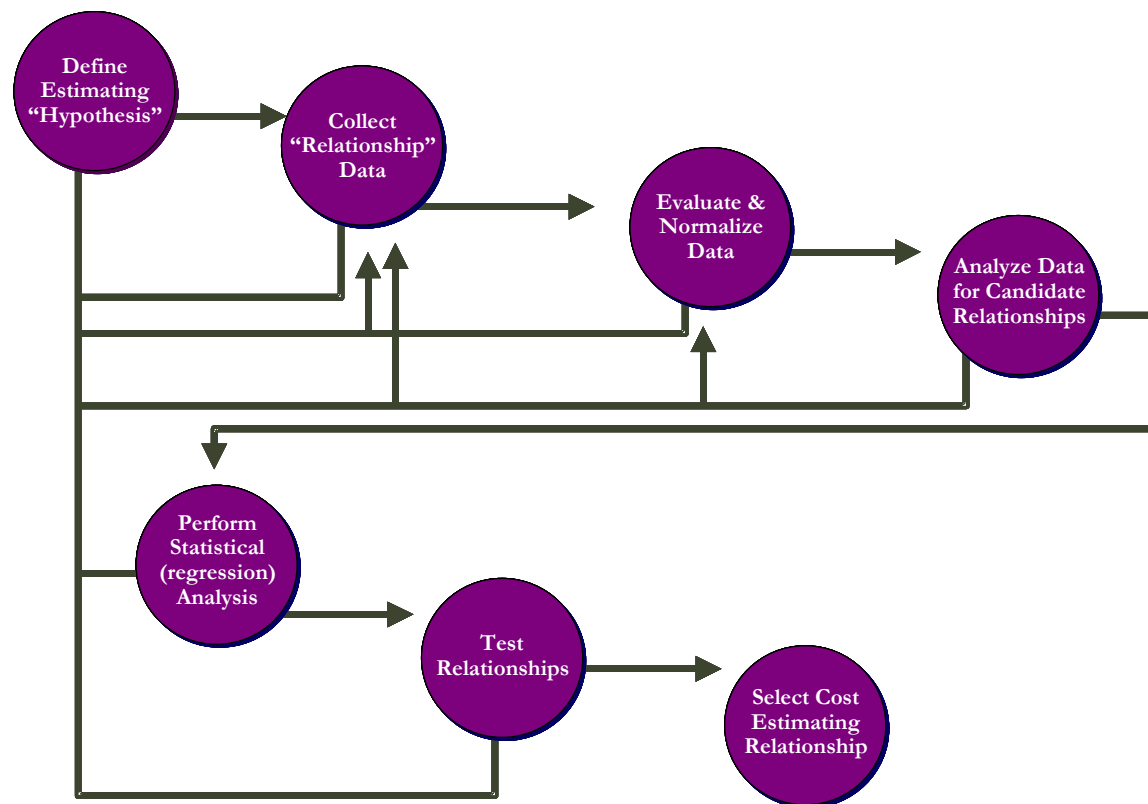 Define
Estimating
“Hypothesis”
Collect
“Relationship”
Data
Evaluate &
Normalize
Data
Analyze Data
for Candidate
Relationships
Perform
Statistical
(regression)
Analysis
Test
Relationships
Select Cost
Estimating
Relationship